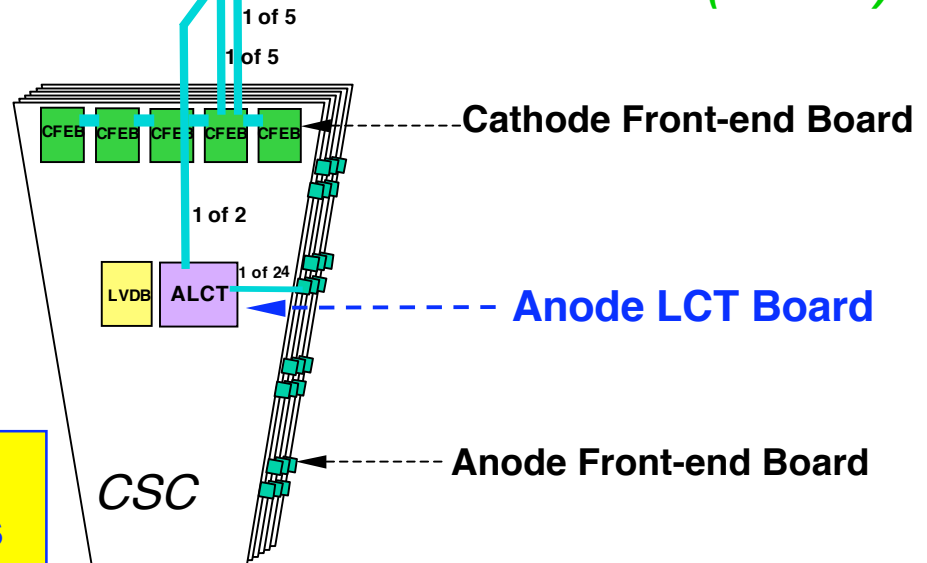 1 of 5
1 of 5
Cathode Front-end Board
CFEB CFEB CFEB CFEB CFEB
1 of 2
1 of 24
LVDB ALCT
Anode LCT Board
Anode Front-end Board
CSC